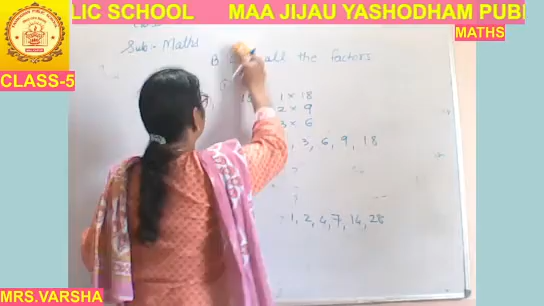 LIC SCHOOL MAA JIJAU YASHODHAM PUBL
MATHS
CLASS-5
Sub:- Maths
B all the factors
1 × 18
2 × 9
3 × 6
, 3, 6, 9, 18
?
?
= 1, 2, 4, 7, 14, 28
MRS.VARSHA